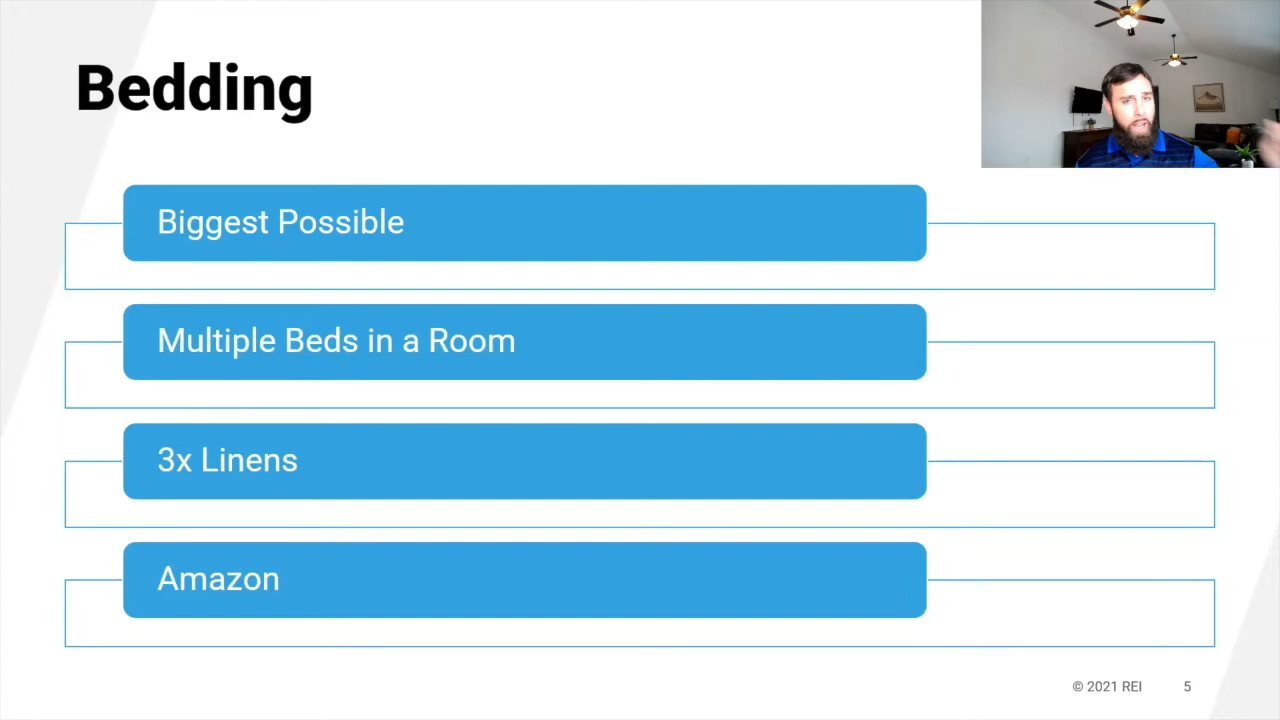 Bedding
Biggest Possible
Multiple Beds in a Room
3x Linens
Amazon
© 2021 REI 5